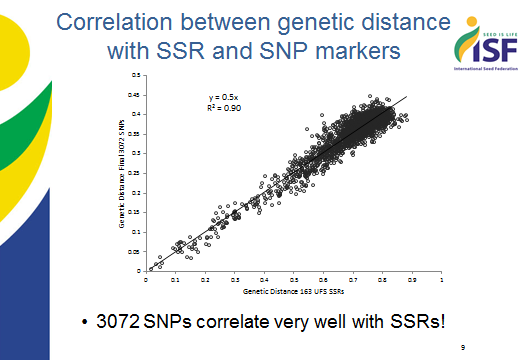 Correlation between genetic distance
with SSR and SNP markers
SEED IS LIFE
ISF
International Seed Federation
y = 0.5x
R² = 0.90
Genetic Distance Final 3072 SNPs
0.5
0.45
0.4
0.35
0.3
0.25
0.2
0.15
0.1
0.05
0
0 0.1 0.2 0.3 0.4 0.5 0.6 0.7 0.8 0.9 1
Genetic Distance 163 UFS SSRs
• 3072 SNPs correlate very well with SSRs!
9